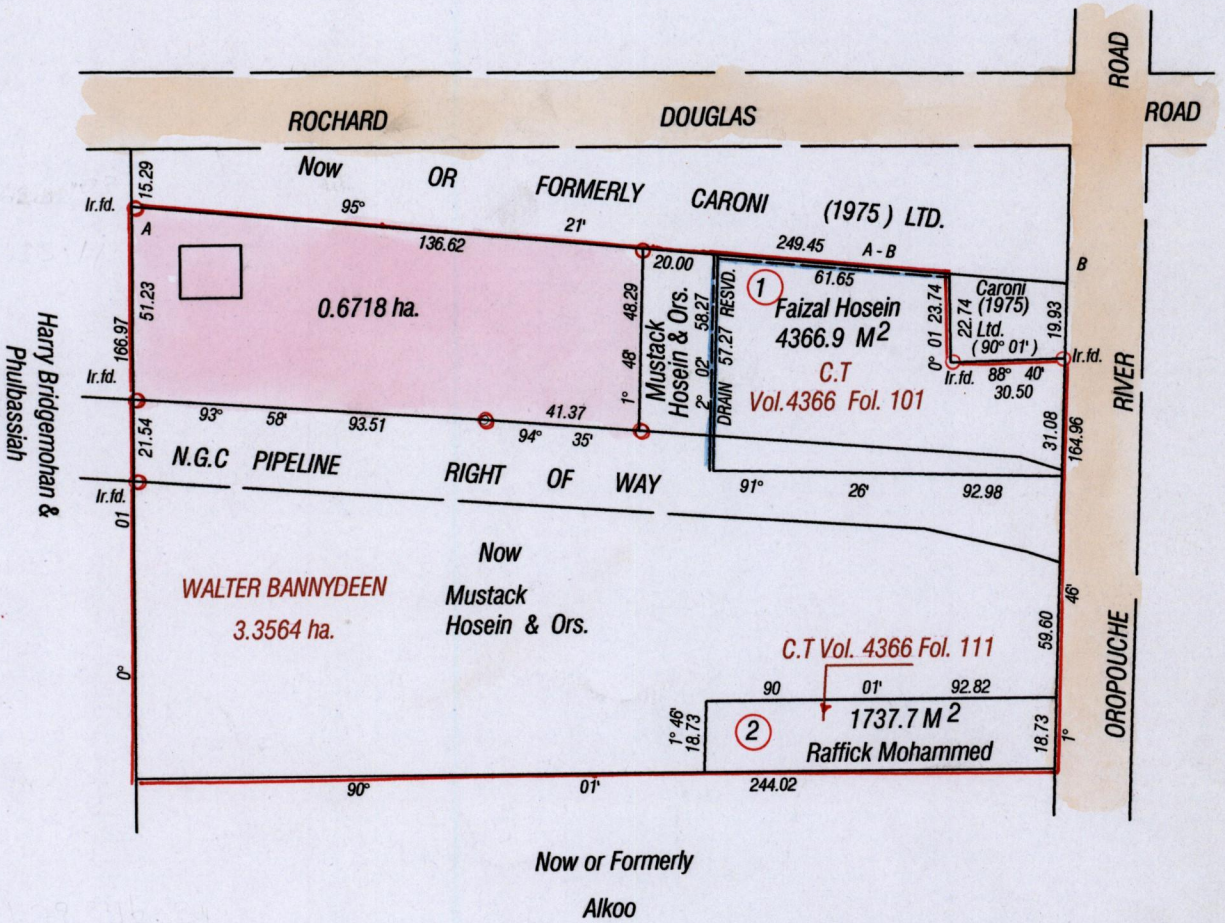 ROAD
ROCHARD DOUGLAS ROAD
Now OR FORMERLY CARONI (1975) LTD.
15.29
Ir.fd.
A
95° 21'
136.62
249.45 A - B
20.00
61.65
B
51.23
166.97
0.6718 ha.
48.29
1° 48'
Mustack
Hosein & Ors.
58.27
2° 02'
DRAIN 57.27 RESVD.
1
Faizal Hosein
4366.9 M2
C.T
Vol.4366 Fol. 101
23.74
0° 01
22.74
Caroni
(1975)
Ltd.
( 90° 01' )
19.93
Ir.fd.
Ir.fd.
88° 40'
30.50
Harry Bridgemohan &
Phulbassiah
Ir.fd.
93° 58' 93.51
41.37
94° 35'
21.54
N.G.C PIPELINE RIGHT OF WAY
91° 26' 92.98
31.08
164.96
RIVER
Ir.fd.
01
0°
Now
Mustack
Hosein & Ors.
WALTER BANNYDEEN
3.3564 ha.
46'
59.60
OROPOUCHE
C.T Vol. 4366 Fol. 111
90 01' 92.82
1° 46'
18.73
2
1737.7 M2
Raffick Mohammed
18.73
1°
90° 01' 244.02
Now or Formerly
Alkoo